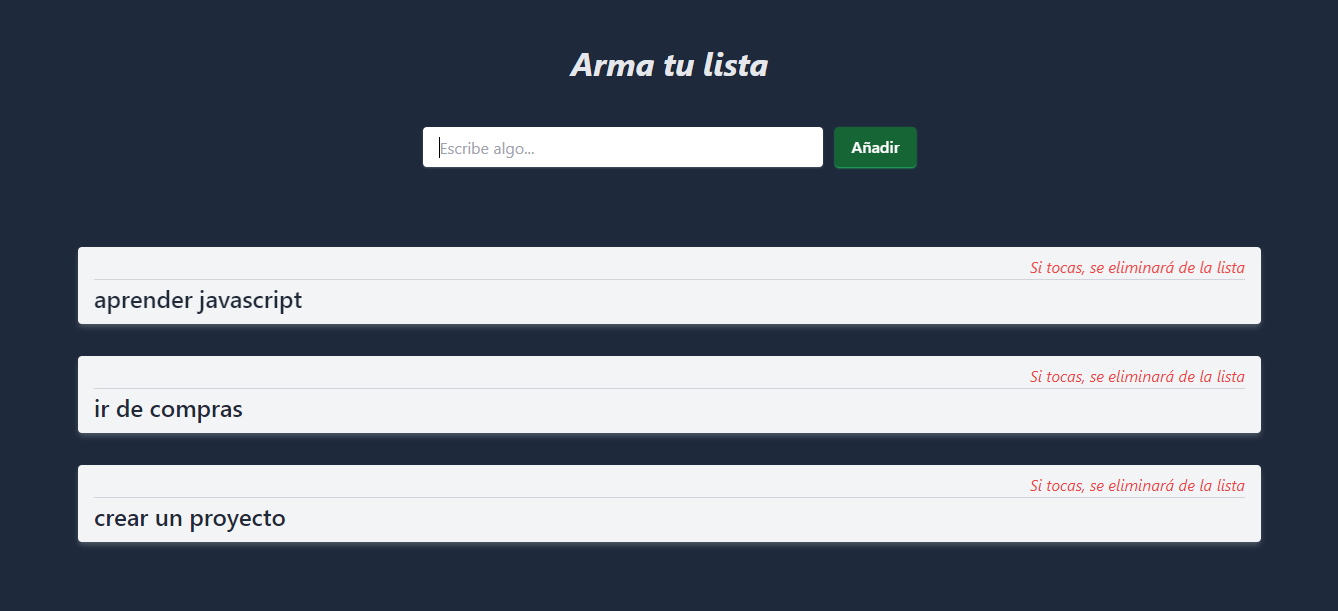 Arma tu lista
Escribe algo...
Añadir
Si tocas, se eliminará de la lista
aprender javascript
Si tocas, se eliminará de la lista
ir de compras
Si tocas, se eliminará de la lista
crear un proyecto